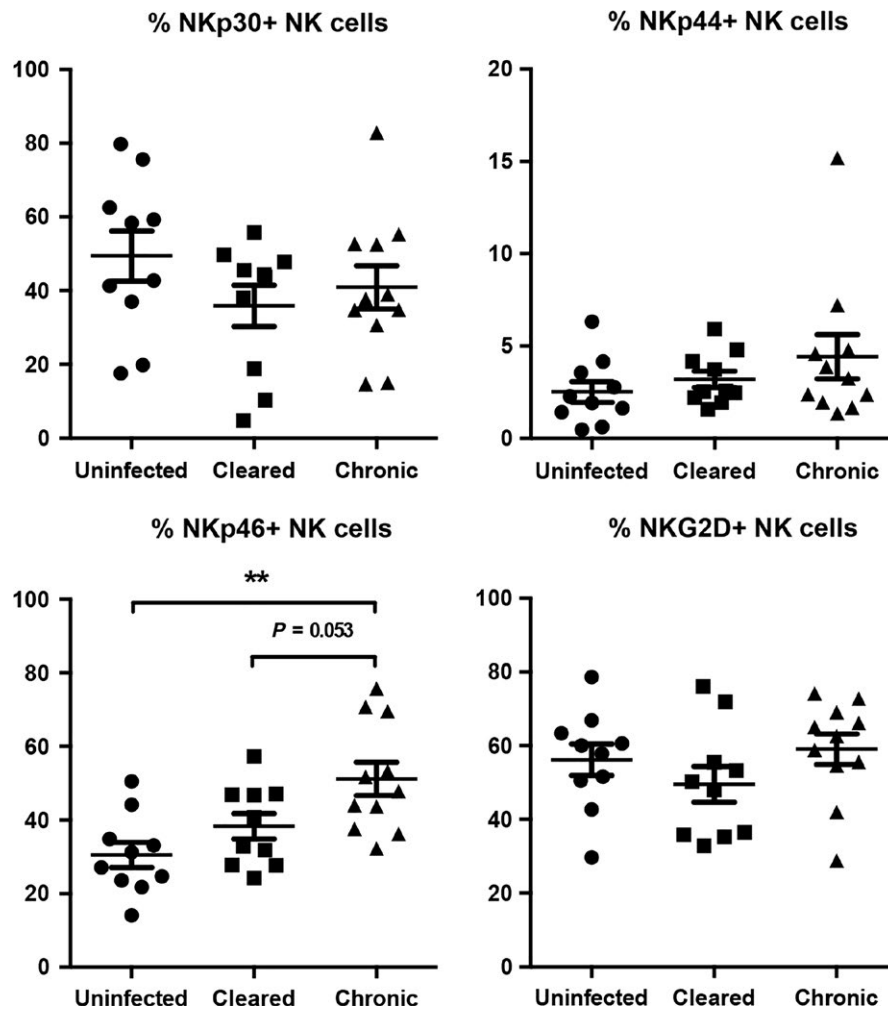 % NKp30+ NK cells
100
80
60
40
20
0
Uninfected Cleared Chronic
% NKp44+ NK cells
20
15
10
5
0
Uninfected Cleared Chronic
% NKp46+ NK cells
**
P = 0.053
100
80
60
40
20
0
Uninfected Cleared Chronic
% NKG2D+ NK cells
100
80
60
40
20
0
Uninfected Cleared Chronic